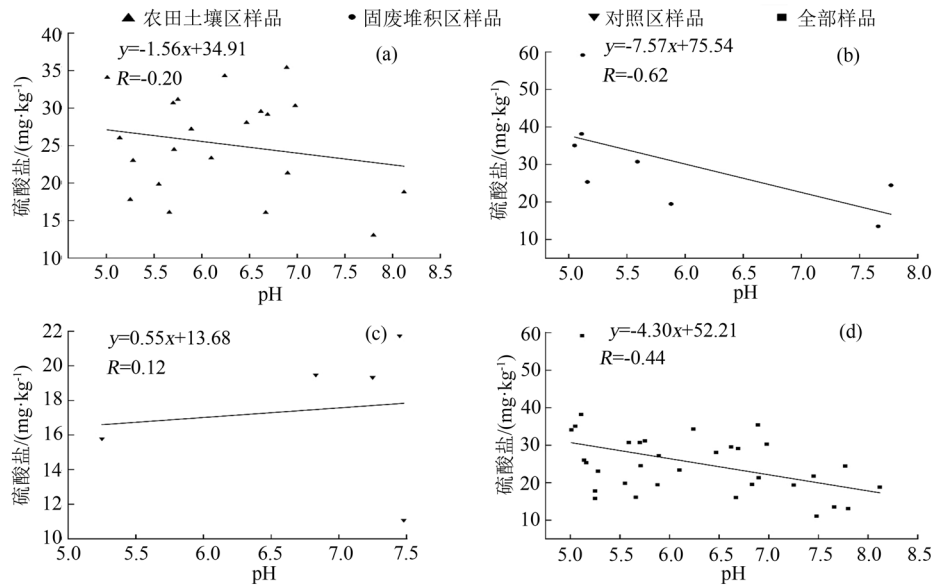 农田土壤区样品 固废堆积区样品 对照区样品 全部样品
(a)
y=-1.56x+34.91
R=-0.20
硫酸盐/(mg·kg-1)
40
35
30
25
20
15
10
5.0 5.5 6.0 6.5 7.0 7.5 8.0 8.5
pH
(b)
y=-7.57x+75.54
R=-0.62
硫酸盐/(mg·kg-1)
60
50
40
30
20
10
5.0 5.5 6.0 6.5 7.0 7.5 8.0
pH
(c)
y=0.55x+13.68
R=0.12
硫酸盐/(mg·kg-1)
22
20
18
16
14
12
10
5.0 5.5 6.0 6.5 7.0 7.5
pH
(d)
y=-4.30x+52.21
R=-0.44
硫酸盐/(mg·kg-1)
60
50
40
30
20
10
5.0 5.5 6.0 6.5 7.0 7.5 8.0 8.5
pH